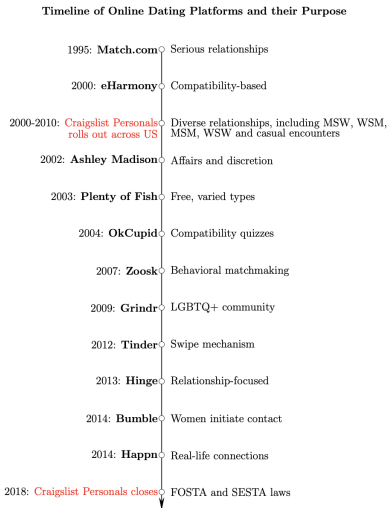 Timeline of Online Dating Platforms and their Purpose
1995: Match.com Serious relationships
2000: eHarmony Compatibility-based
2000-2010: Craigslist Personals
rolls out across US
Diverse relationships, including MSW, WSM,
MSM, WSW and casual encounters
2002: Ashley Madison Affairs and discretion
2003: Plenty of Fish Free, varied types
2004: OkCupid Compatibility quizzes
2007: Zoosk Behavioral matchmaking
2009: Grindr LGBTQ+ community
2012: Tinder Swipe mechanism
2013: Hinge Relationship-focused
2014: Bumble Women initiate contact
2014: Happn Real-life connections
2018: Craigslist Personals closes FOSTA and SESTA laws